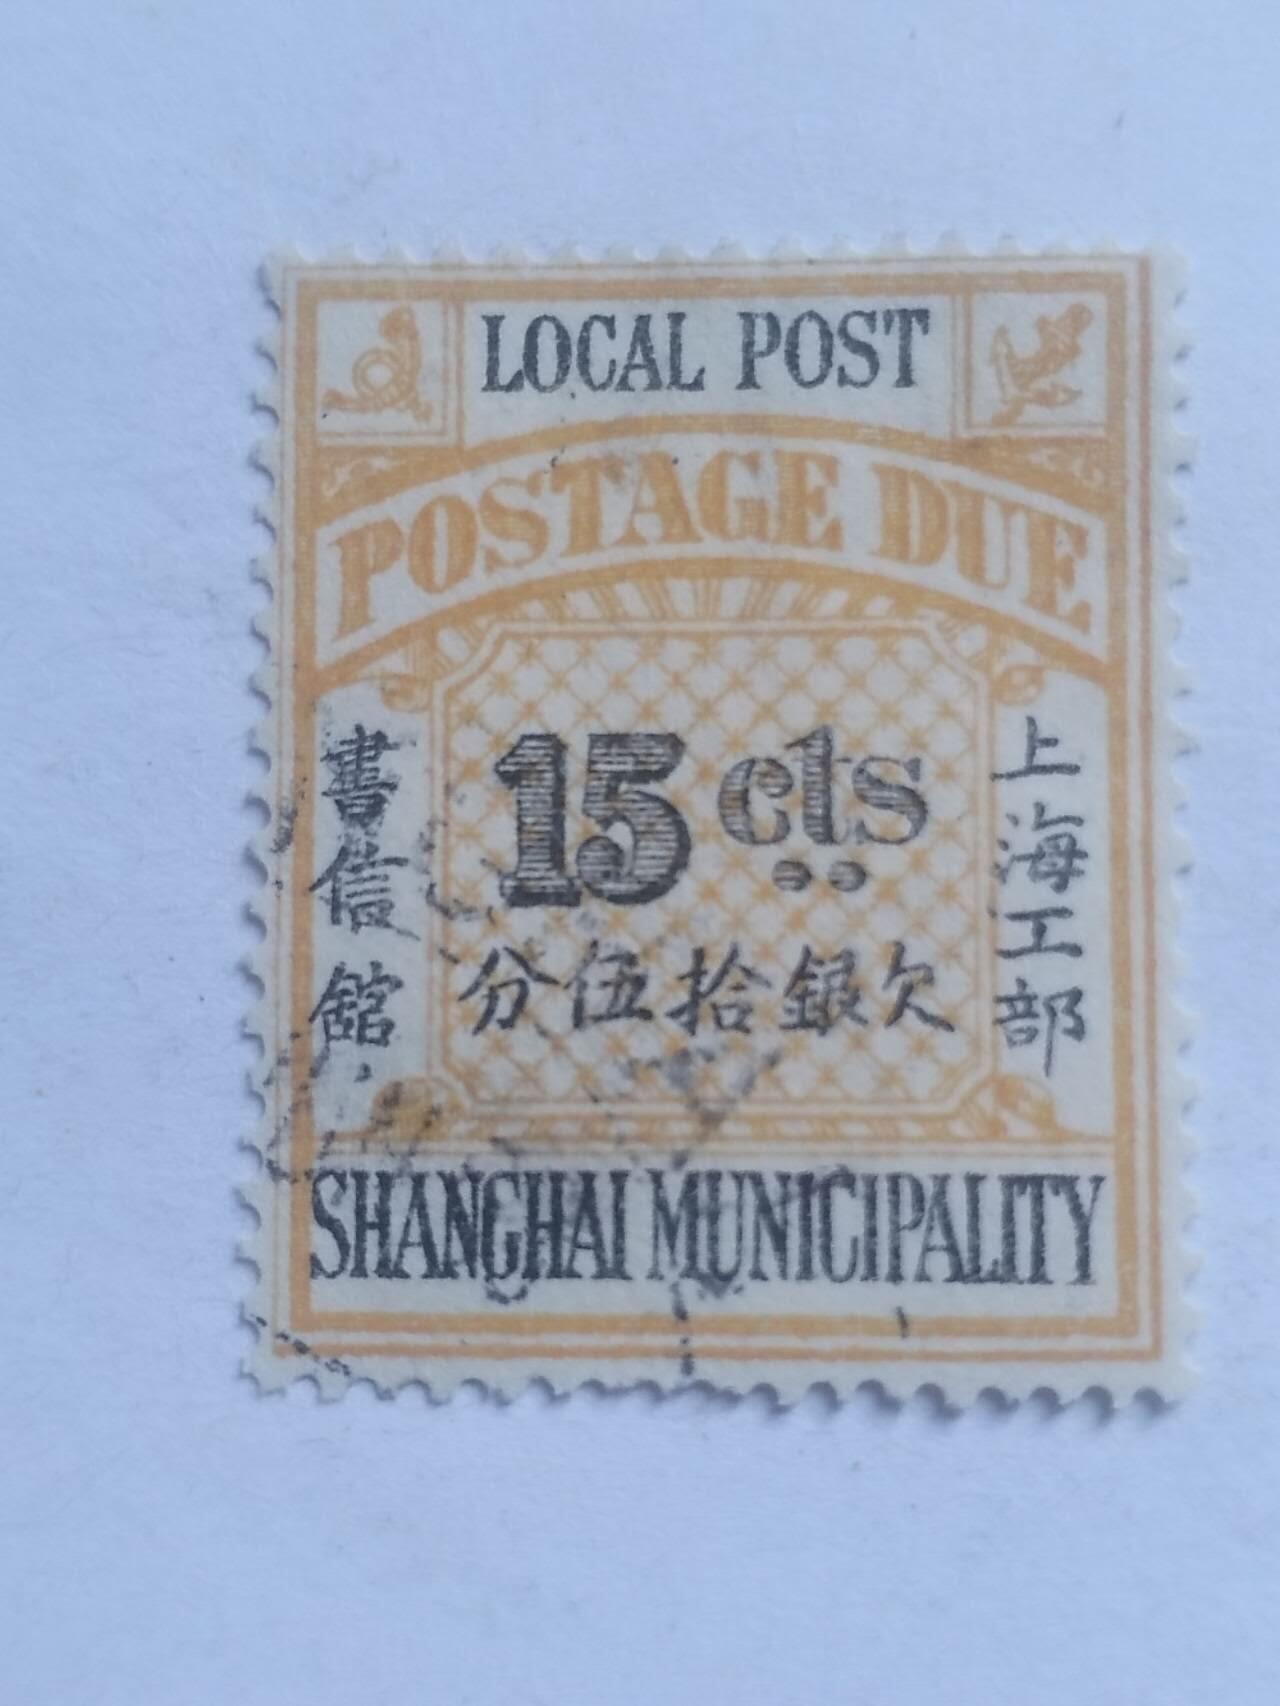 LOCAL POST
POSTAGE DUE
15 cts
分伍拾銀欠
上海工部
書信館
SHANGHAI MUNICIPALITY